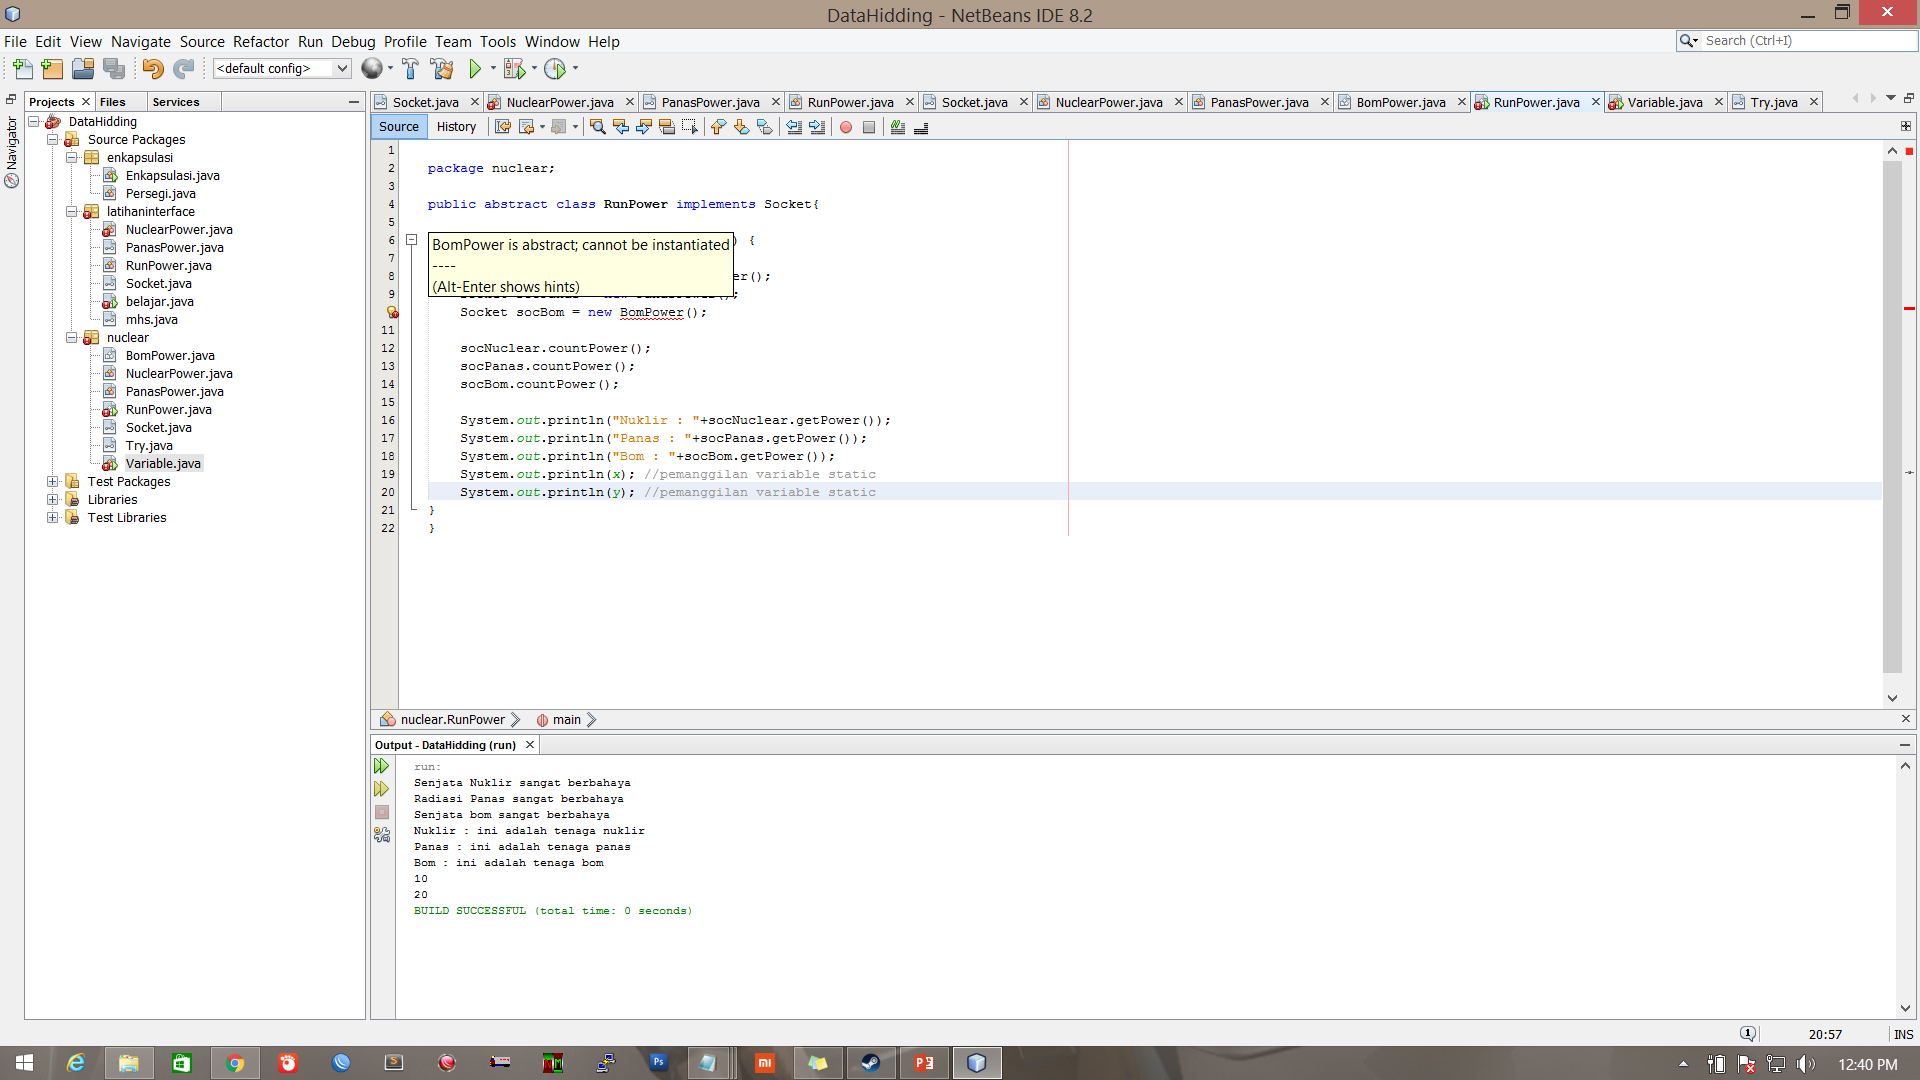 DataHidding - NetBeans IDE 8.2
File Edit View Navigate Source Refactor Run Debug Profile Team Tools Window Help
Search (Ctrl+I)
<default config>
Projects Files Services
Navigator
DataHidding
Source Packages
enkapsulasi
Enkapsulasi.java
Persegi.java
latihaninterface
NuclearPower.java
PanasPower.java
RunPower.java
Socket.java
belajar.java
mhs.java
nuclear
BomPower.java
NuclearPower.java
PanasPower.java
RunPower.java
Socket.java
Try.java
Variable.java
Test Packages
Libraries
Test Libraries
Socket.java NuclearPower.java PanasPower.java RunPower.java Socket.java NuclearPower.java PanasPower.java BomPower.java RunPower.java Variable.java Try.java
Source History
1
2 package nuclear;
3
4 public abstract class RunPower implements Socket{
5
6 ) {
BomPower is abstract; cannot be instantiated
----
(Alt-Enter shows hints)
7
8 er();
9
Socket socBom = new BomPower();
11
12 socNuclear.countPower();
13 socPanas.countPower();
14 socBom.countPower();
15
16 System.out.println("Nuklir : "+socNuclear.getPower());
17 System.out.println("Panas : "+socPanas.getPower());
18 System.out.println("Bom : "+socBom.getPower());
19 System.out.println(x); //pemanggilan variable static
20 System.out.println(y); //pemanggilan variable static
21 }
22 }
nuclear.RunPower main
Output - DataHidding (run)
run:
Senjata Nuklir sangat berbahaya
Radiasi Panas sangat berbahaya
Senjata bom sangat berbahaya
Nuklir : ini adalah tenaga nuklir
Panas : ini adalah tenaga panas
Bom : ini adalah tenaga bom
10
20
BUILD SUCCESSFUL (total time: 0 seconds)
1
20:57 INS
12:40 PM